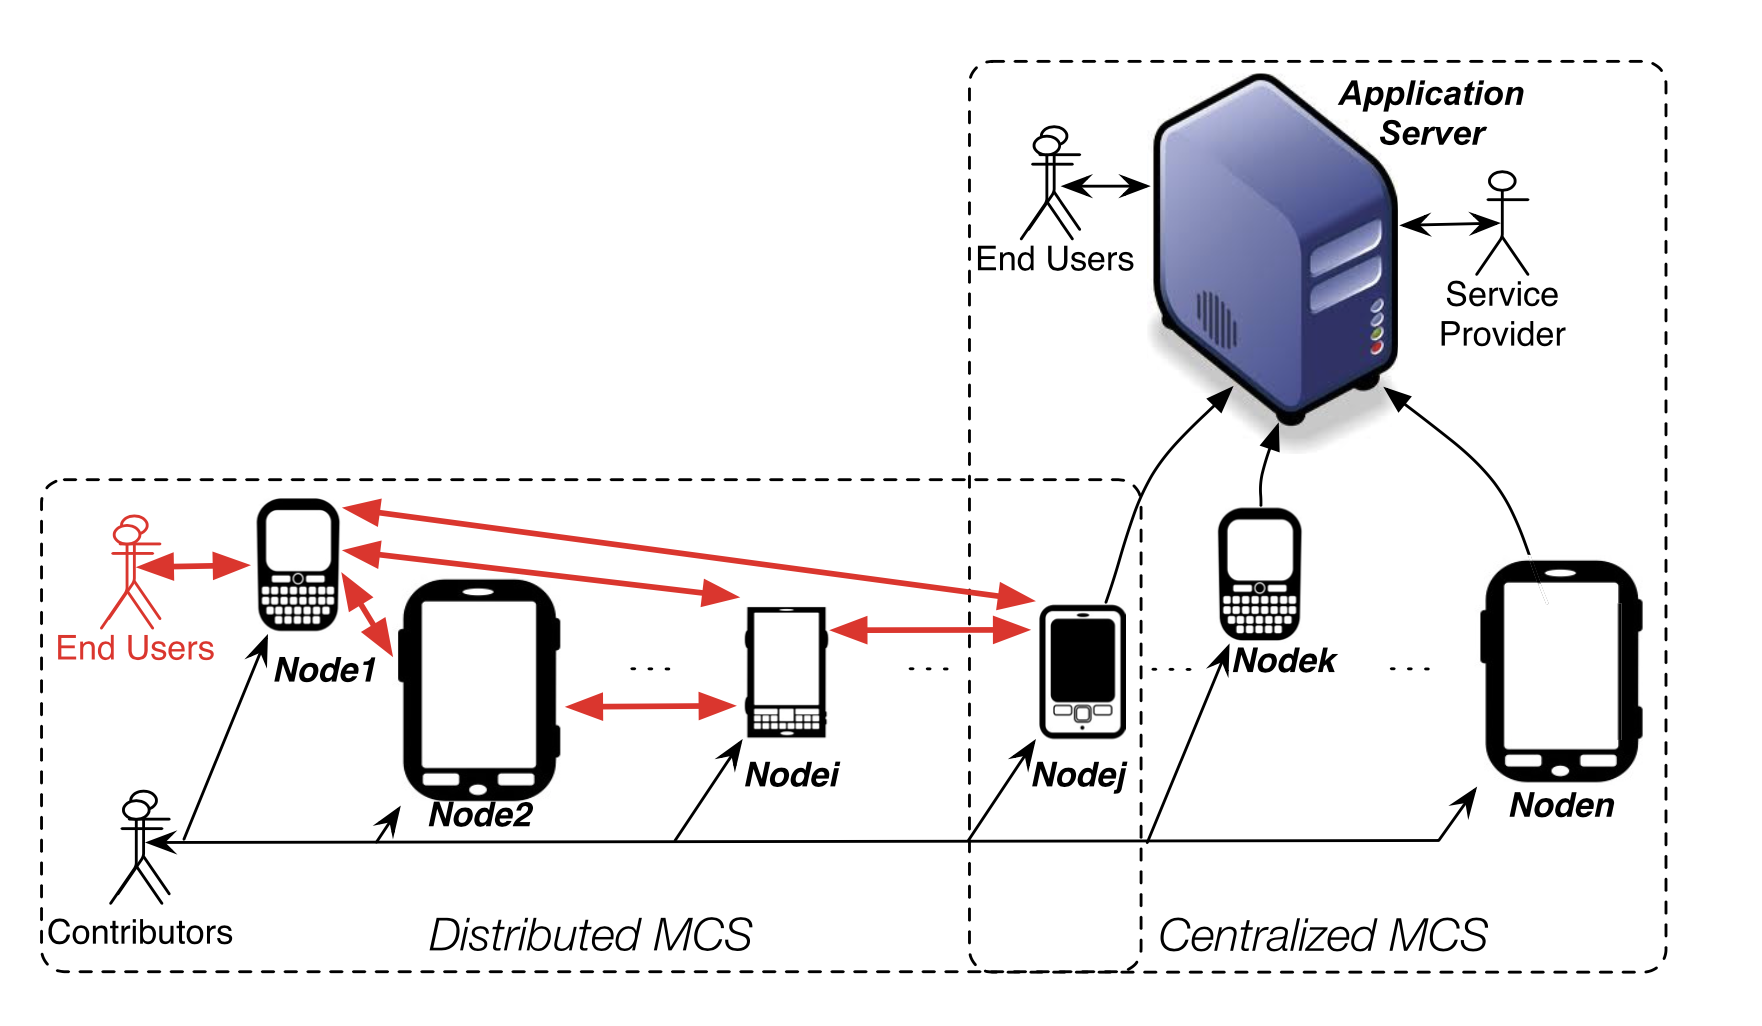 Application
Server
End Users
Service
Provider
End Users
Node1
Node2
Nodei
Nodej
Nodek
Noden
. . .
. . .
. . .
. . .
Contributors
Distributed MCS
Centralized MCS